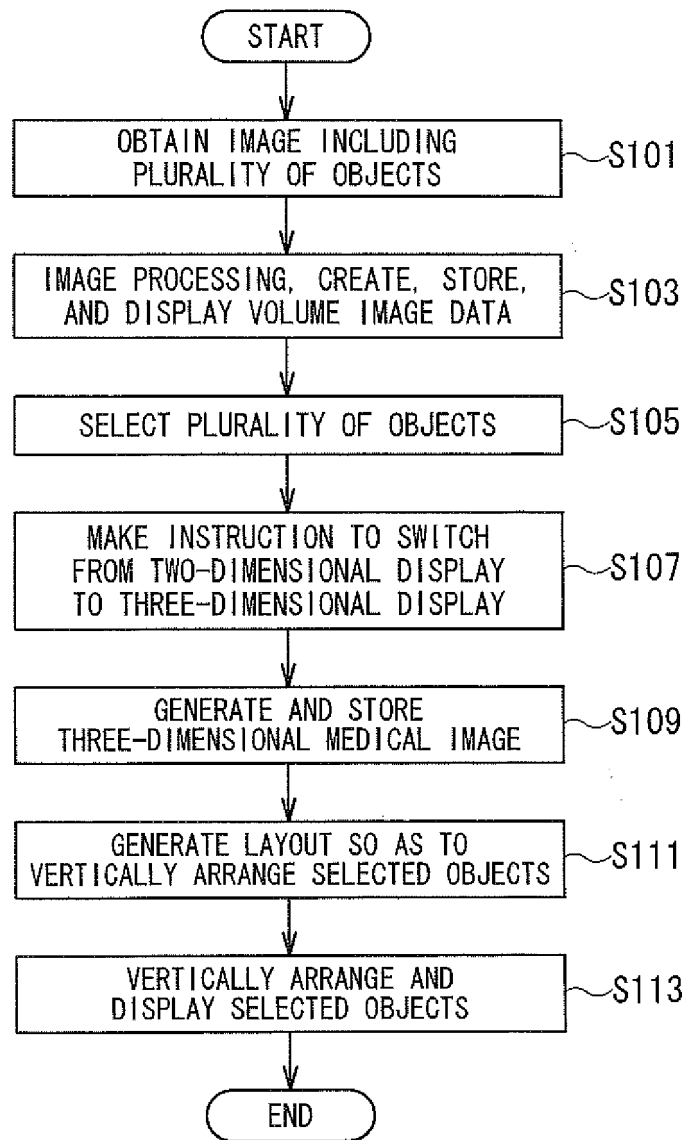 START
OBTAIN IMAGE INCLUDING
PLURALITY OF OBJECTS
S101
IMAGE PROCESSING, CREATE, STORE,
AND DISPLAY VOLUME IMAGE DATA
S103
SELECT PLURALITY OF OBJECTS
S105
MAKE INSTRUCTION TO SWITCH
FROM TWO-DIMENSIONAL DISPLAY
TO THREE-DIMENSIONAL DISPLAY
S107
GENERATE AND STORE
THREE-DIMENSIONAL MEDICAL IMAGE
S109
GENERATE LAYOUT SO AS TO
VERTICALLY ARRANGE SELECTED OBJECTS
S111
VERTICALLY ARRANGE AND
DISPLAY SELECTED OBJECTS
S113
END